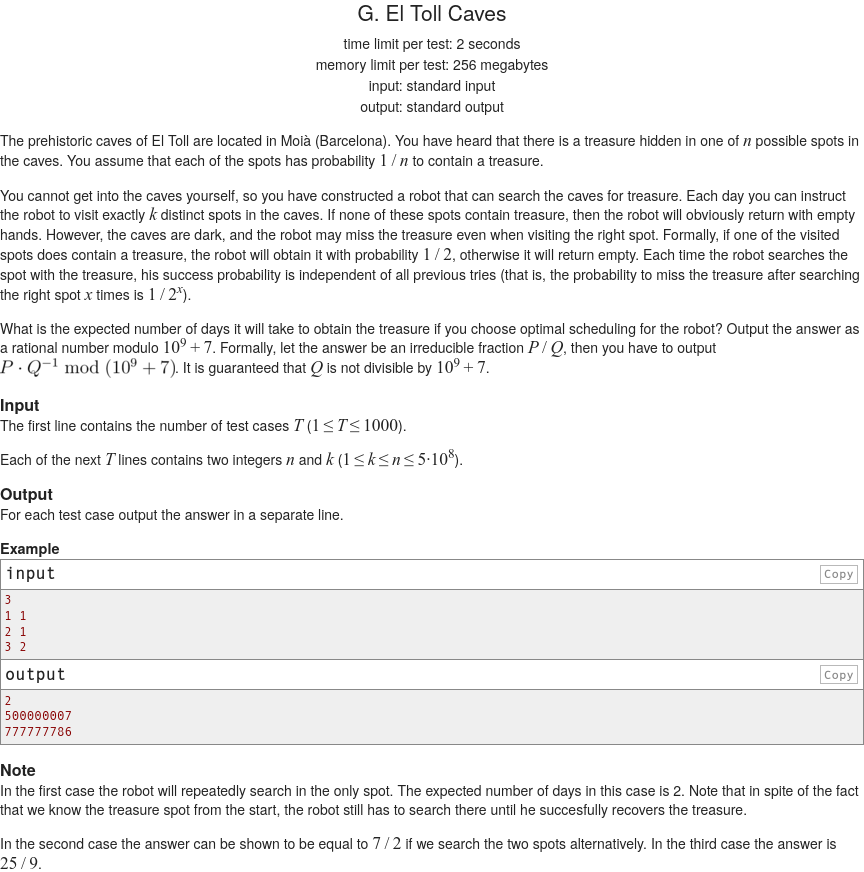 G. El Toll Caves
time limit per test: 2 seconds
memory limit per test: 256 megabytes
input: standard input
output: standard output
The prehistoric caves of El Toll are located in Moià (Barcelona). You have heard that there is a treasure hidden in one of n possible spots in
the caves. You assume that each of the spots has probability 1 / n to contain a treasure.
You cannot get into the caves yourself, so you have constructed a robot that can search the caves for treasure. Each day you can instruct
the robot to visit exactly k distinct spots in the caves. If none of these spots contain treasure, then the robot will obviously return with empty
hands. However, the caves are dark, and the robot may miss the treasure even when visiting the right spot. Formally, if one of the visited
spots does contain a treasure, the robot will obtain it with probability 1 / 2, otherwise it will return empty. Each time the robot searches the
spot with the treasure, his success probability is independent of all previous tries (that is, the probability to miss the treasure after searching
the right spot x times is 1 / 2^x).
What is the expected number of days it will take to obtain the treasure if you choose optimal scheduling for the robot? Output the answer as
a rational number modulo 10^9 + 7. Formally, let the answer be an irreducible fraction P / Q, then you have to output
P · Q^−1 mod (10^9 + 7). It is guaranteed that Q is not divisible by 10^9 + 7.
Input
The first line contains the number of test cases T (1 ≤ T ≤ 1000).
Each of the next T lines contains two integers n and k (1 ≤ k ≤ n ≤ 5·10^8).
Output
For each test case output the answer in a separate line.
Example
input
Copy
3
1 1
2 1
3 2
output
Copy
2
500000007
777777786
Note
In the first case the robot will repeatedly search in the only spot. The expected number of days in this case is 2. Note that in spite of the fact
that we know the treasure spot from the start, the robot still has to search there until he succesfully recovers the treasure.
In the second case the answer can be shown to be equal to 7 / 2 if we search the two spots alternatively. In the third case the answer is
25 / 9.